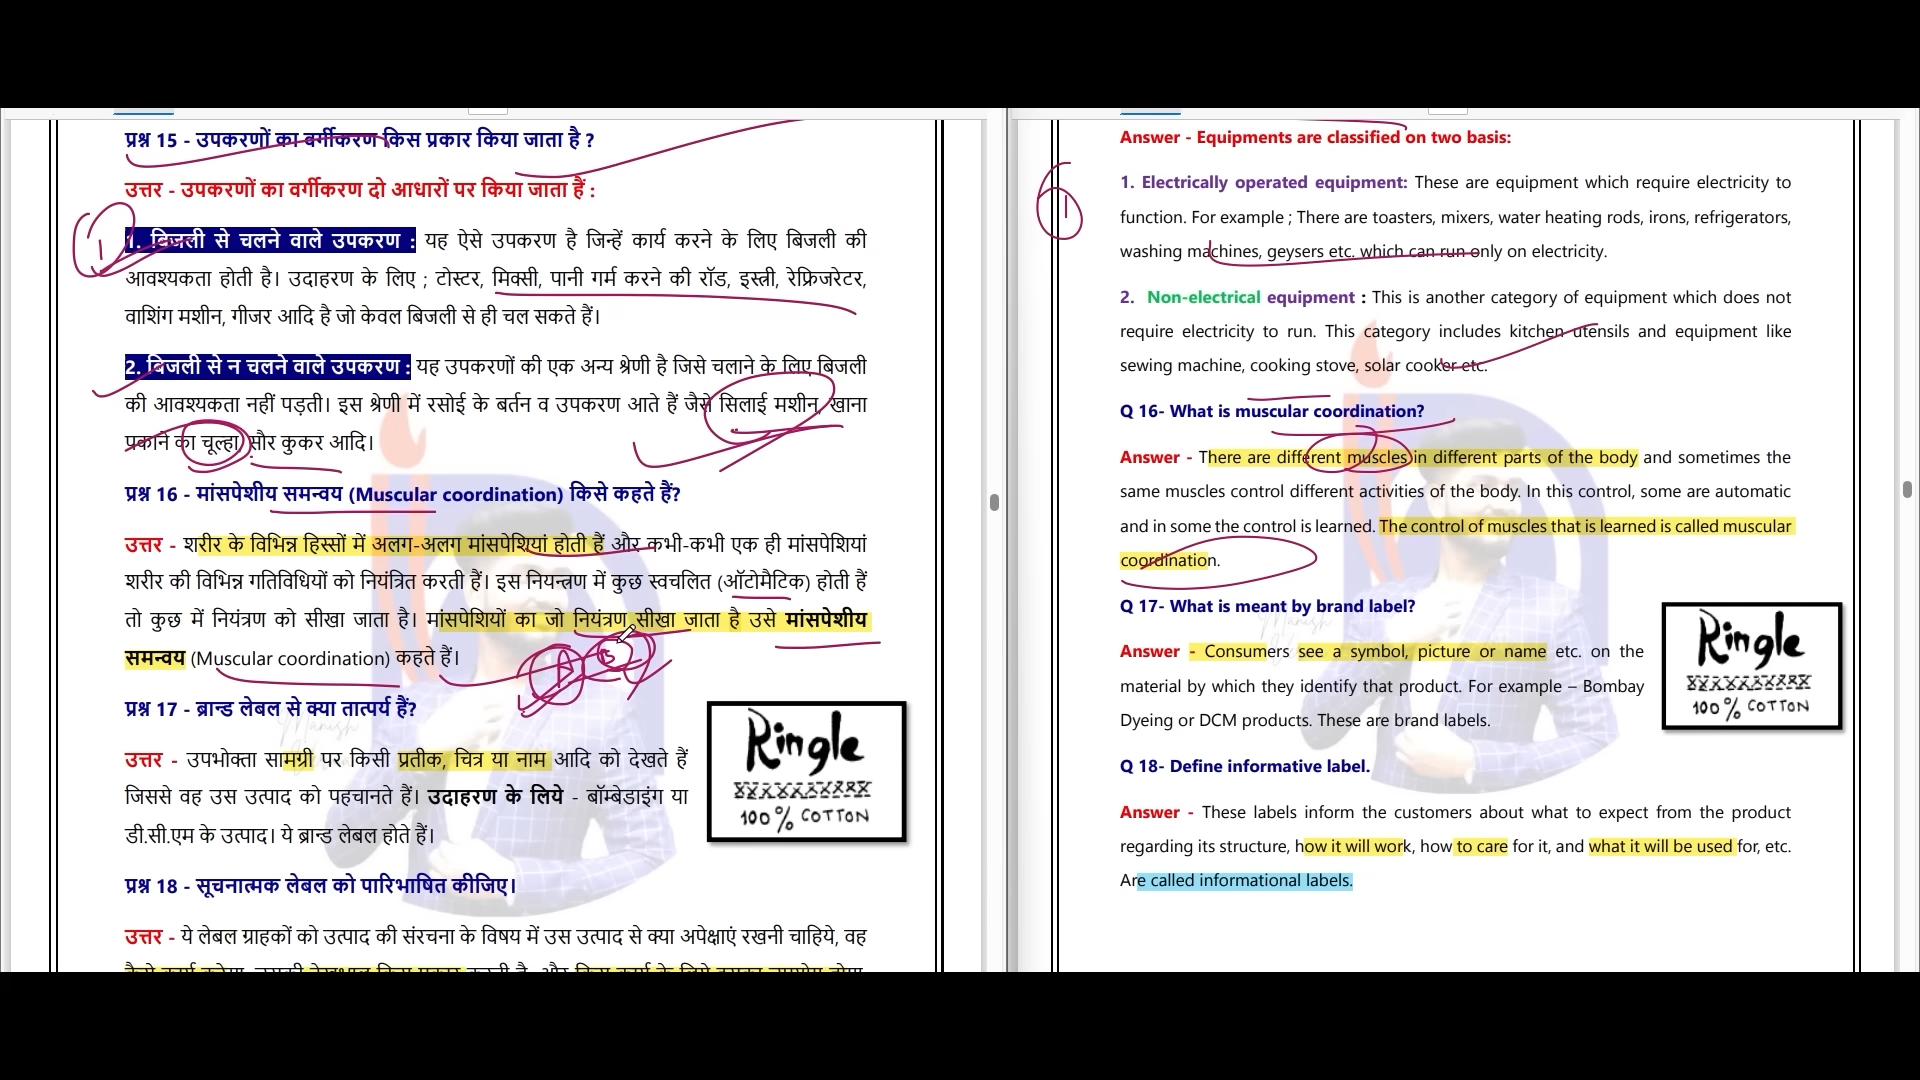 प्रश्न 15 - उपकरणों का वर्गीकरण किस प्रकार किया जाता है ?
उत्तर - उपकरणों का वर्गीकरण दो आधारों पर किया जाता हैं :
1. बिजली से चलने वाले उपकरण : यह ऐसे उपकरण है जिन्हें कार्य करने के लिए बिजली की
आवश्यकता होती है। उदाहरण के लिए ; टोस्टर, मिक्सी, पानी गर्म करने की रॉड, इस्त्री, रेफ्रिजरेटर,
वाशिंग मशीन, गीजर आदि है जो केवल बिजली से ही चल सकते हैं।
2. बिजली से न चलने वाले उपकरण : यह उपकरणों की एक अन्य श्रेणी है जिसे चलाने के लिए बिजली
की आवश्यकता नहीं पड़ती। इस श्रेणी में रसोई के बर्तन व उपकरण आते हैं जैसे सिलाई मशीन, खाना
पकाने का चूल्हा, सौर कुकर आदि।
प्रश्न 16 - मांसपेशीय समन्वय (Muscular coordination) किसे कहते हैं?
उत्तर - शरीर के विभिन्न हिस्सों में अलग-अलग मांसपेशियां होती हैं और कभी-कभी एक ही मांसपेशियां
शरीर की विभिन्न गतिविधियों को नियंत्रित करती हैं। इस नियन्त्रण में कुछ स्वचलित (ऑटोमैटिक) होती हैं
तो कुछ में नियंत्रण को सीखा जाता है। मांसपेशियों का जो नियंत्रण सीखा जाता है उसे मांसपेशीय
समन्वय (Muscular coordination) कहते हैं।
प्रश्न 17 - ब्रान्ड लेबल से क्या तात्पर्य हैं?
उत्तर - उपभोक्ता सामग्री पर किसी प्रतीक, चित्र या नाम आदि को देखते हैं
जिससे वह उस उत्पाद को पहचानते हैं। उदाहरण के लिये - बॉम्बेडाइंग या
डी.सी.एम के उत्पाद। ये ब्रान्ड लेबल होते हैं।
Ringle
100% COTTON
प्रश्न 18 - सूचनात्मक लेबल को पारिभाषित कीजिए।
उत्तर - ये लेबल ग्राहकों को उत्पाद की संरचना के विषय में उस उत्पाद से क्या अपेक्षाएं रखनी चाहिये, वह
Answer - Equipments are classified on two basis:
1. Electrically operated equipment: These are equipment which require electricity to
function. For example ; There are toasters, mixers, water heating rods, irons, refrigerators,
washing machines, geysers etc. which can run only on electricity.
2. Non-electrical equipment : This is another category of equipment which does not
require electricity to run. This category includes kitchen utensils and equipment like
sewing machine, cooking stove, solar cooker etc.
Q 16- What is muscular coordination?
Answer - There are different muscles in different parts of the body and sometimes the
same muscles control different activities of the body. In this control, some are automatic
and in some the control is learned. The control of muscles that is learned is called muscular
coordination.
Q 17- What is meant by brand label?
Answer - Consumers see a symbol, picture or name etc. on the
material by which they identify that product. For example – Bombay
Dyeing or DCM products. These are brand labels.
Ringle
100% COTTON
Q 18- Define informative label.
Answer - These labels inform the customers about what to expect from the product
regarding its structure, how it will work, how to care for it, and what it will be used for, etc.
Are called informational labels.